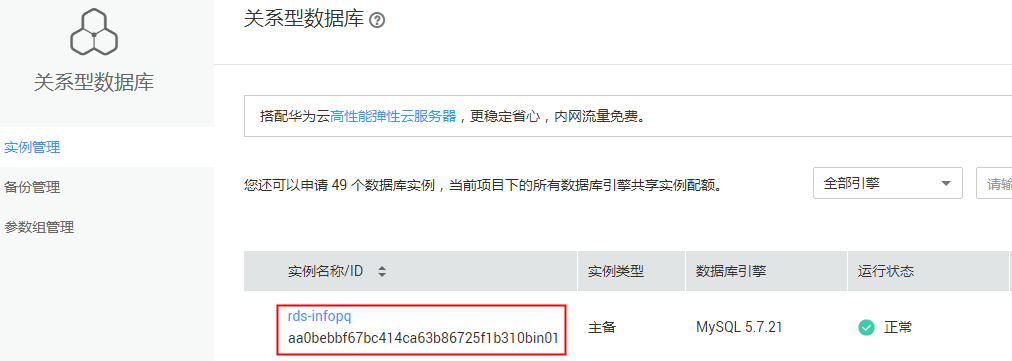 关系型数据库
关系型数据库
搭配华为云高性能弹性云服务器，更稳定省心，内网流量免费。
实例管理
备份管理
参数组管理
您还可以申请 49 个数据库实例，当前项目下的所有数据库引擎共享实例配额。
全部引擎
请输
实例名称/ID
实例类型
数据库引擎
运行状态
rds-infopq
aa0bebbf67bc414ca63b86725f1b310bin01
主备
MySQL 5.7.21
正常